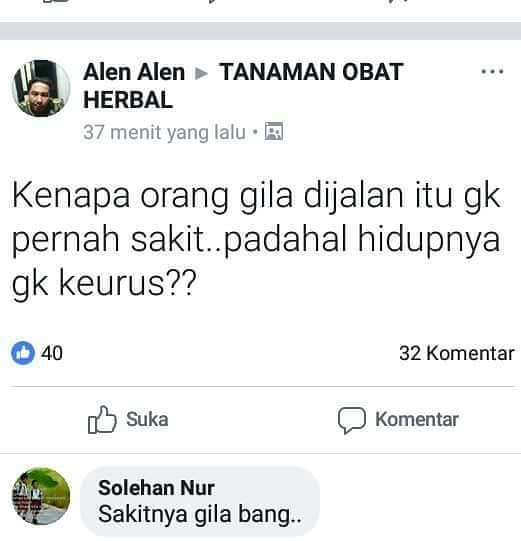 Alen Alen ▸ TANAMAN OBAT
HERBAL
37 menit yang lalu •
Kenapa orang gila dijalan itu gk
pernah sakit..padahal hidupnya
gk keurus??
40
32 Komentar
Suka
Komentar
Solehan Nur
Sakitnya gila bang..